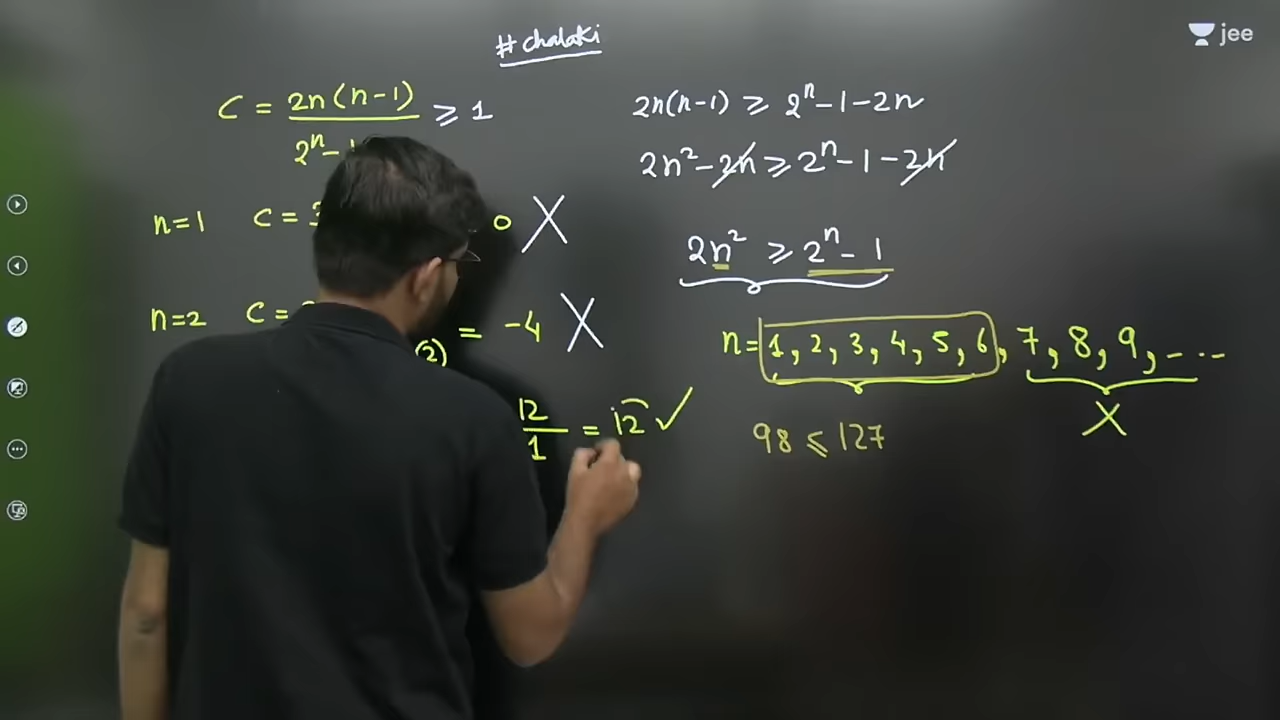 #chalaki
jee
C = 2n(n-1) / 2ⁿ- ≥ 1
n=1 C = 0 X
n=2 C = (2) = -4 X
12 / 1 = 12 ✓
2n(n-1) ≥ 2ⁿ-1-2n
2n²-2n ≥ 2ⁿ-1-2n
2n² ≥ 2ⁿ-1
n= 1, 2, 3, 4, 5, 6, 7, 8, 9, ....
X
98 ≤ 127